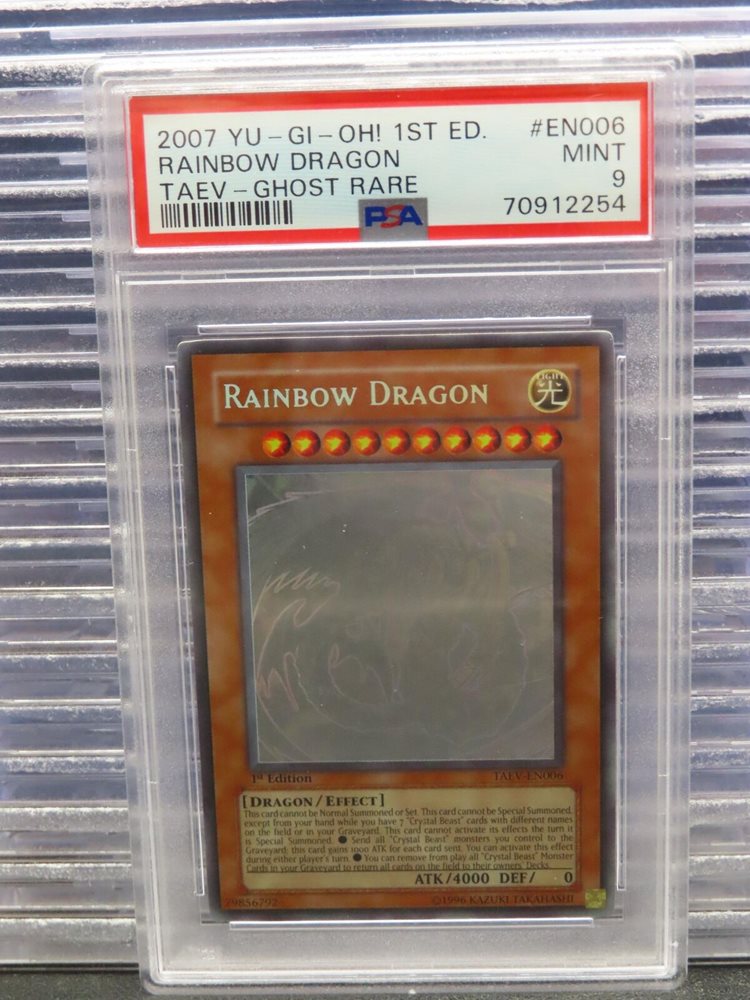 2007 YU-GI-OH! 1ST ED. #EN006
RAINBOW DRAGON MINT
TAEV-GHOST RARE 9
PSA 70912254
RAINBOW DRAGON
LIGHT
光
1st Edition TAEV-EN006
[DRAGON/EFFECT]
This card cannot be Normal Summoned or Set. This card cannot be Special Summoned,
except from your hand while you have 7 "Crystal Beast" cards with different names
on the field or in your Graveyard. This card cannot activate its effects the turn it
is Special Summoned. ● Send all "Crystal Beast" monsters you control to the
Graveyard; this card gains 1000 ATK for each card sent. You can activate this effect
during either player's turn. ● You can remove from play all "Crystal Beast" Monster
Cards in your Graveyard to return all cards on the field to their owners' Decks.
ATK/4000 DEF/ 0
79856792 ©1996 KAZUKI TAKAHASHI